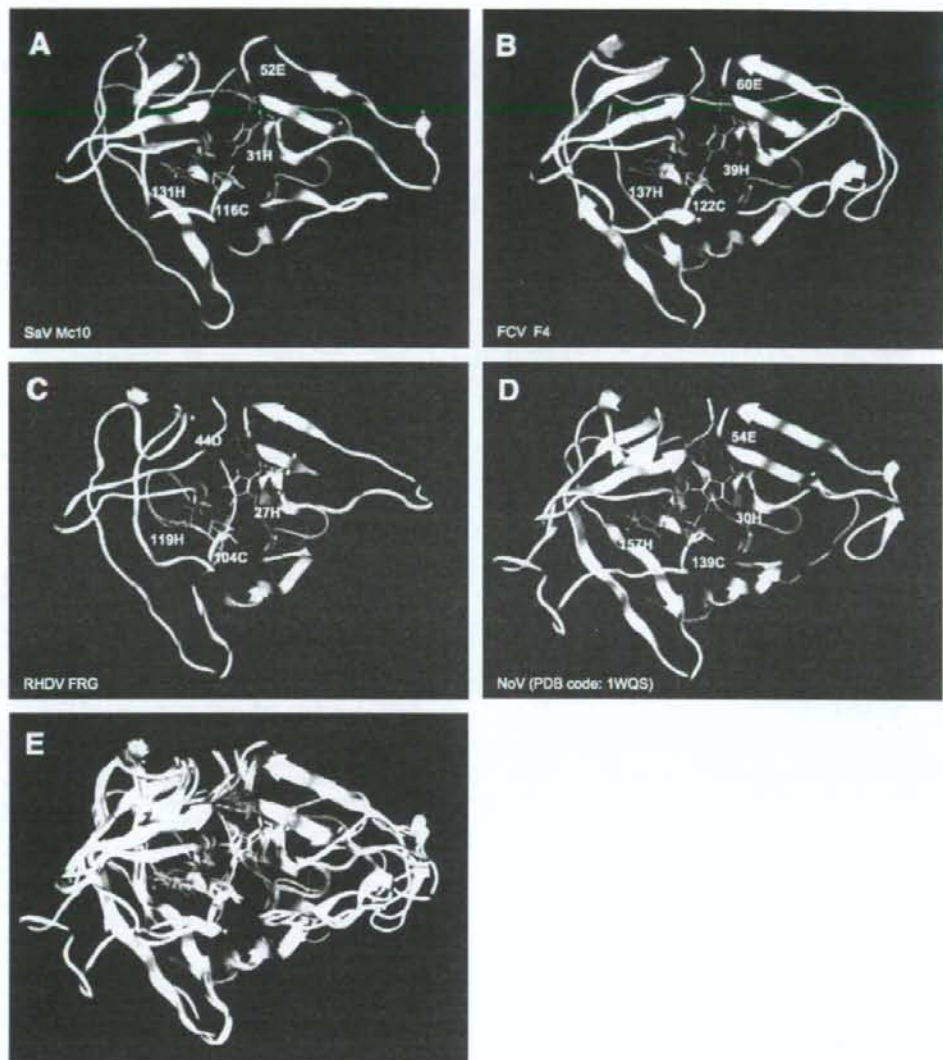 A
52E
31H
131H
116C
SaV Mc10
B
60E
39H
137H
122C
FCV F4
C
44D
27H
119H
104C
RHDV FRG
D
54E
30H
157H
139C
NoV (PDB code: 1WQS)
E